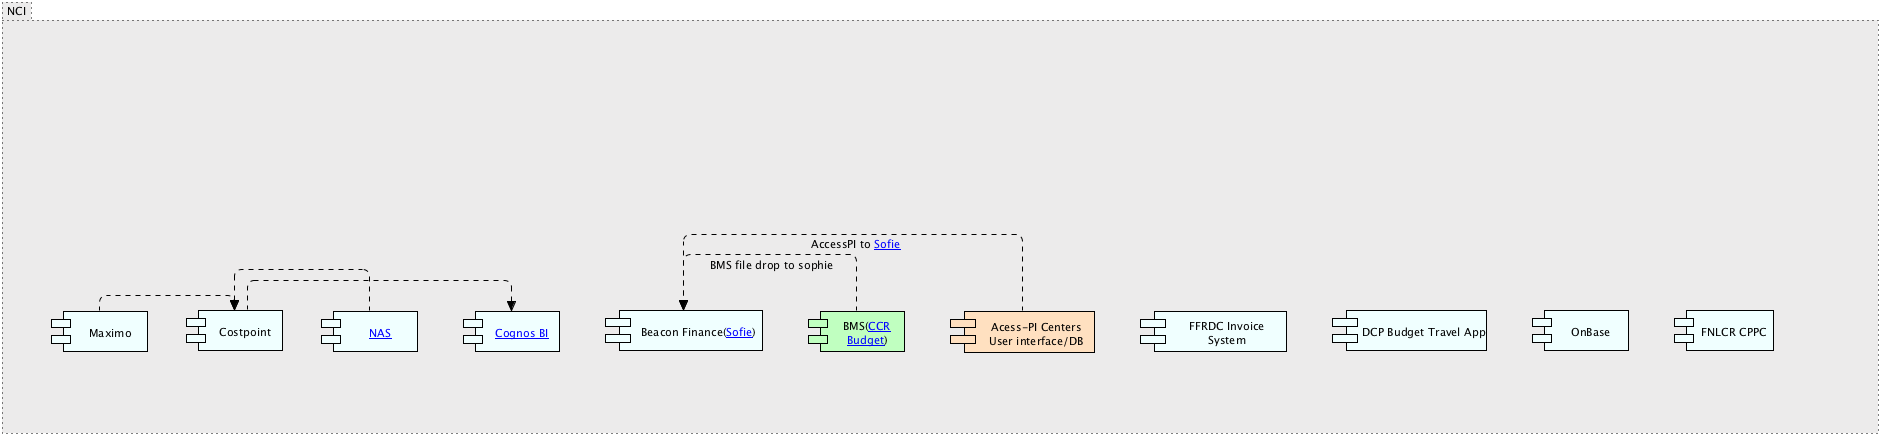 NCI
AccessPI to Sofie
BMS file drop to sophie
Maximo
Costpoint
NAS
Cognos BI
Beacon Finance(Sofie)
BMS(CCR
Budget)
Acess-PI Centers
User interface/DB
FFRDC Invoice
System
DCP Budget Travel App
OnBase
FNLCR CPPC